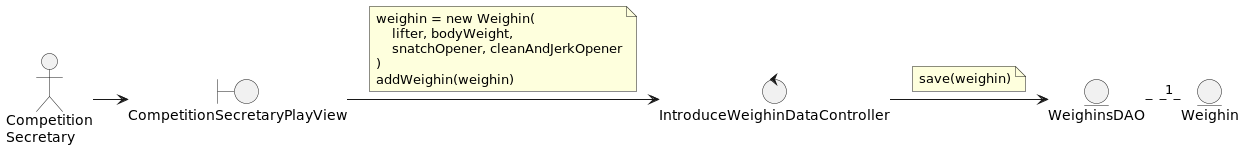 weighin = new Weighin(
    lifter, bodyWeight,
    snatchOpener, cleanAndJerkOpener
)
addWeighin(weighin)
save(weighin)
1
Competition
Secretary
CompetitionSecretaryPlayView
IntroduceWeighinDataController
WeighinsDAO
Weighin